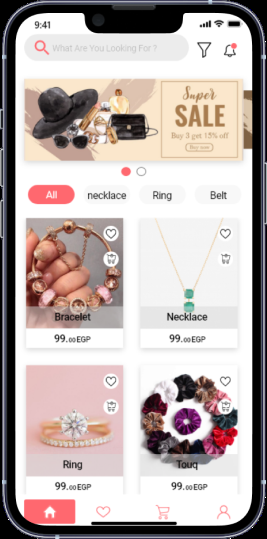 9:41
What Are You Looking For ?
Super
SALE
Buy 3 get 15% off
Buy now
All
necklace
Ring
Belt
Bracelet
Necklace
99.00EGP
99.00EGP
Ring
Touq
99.00EGP
99.00EGP